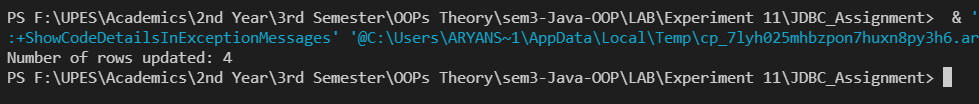 PS F:\UPES\Academics\2nd Year\3rd Semester\OOPs Theory\sem3-Java-OOP\LAB\Experiment 11\JDBC_Assignment>  & '
:+ShowCodeDetailsInExceptionMessages' '@C:\Users\ARYANS~1\AppData\Local\Temp\cp_7lyh025mhbzpon7huxn8py3h6.ar
Number of rows updated: 4
PS F:\UPES\Academics\2nd Year\3rd Semester\OOPs Theory\sem3-Java-OOP\LAB\Experiment 11\JDBC_Assignment>